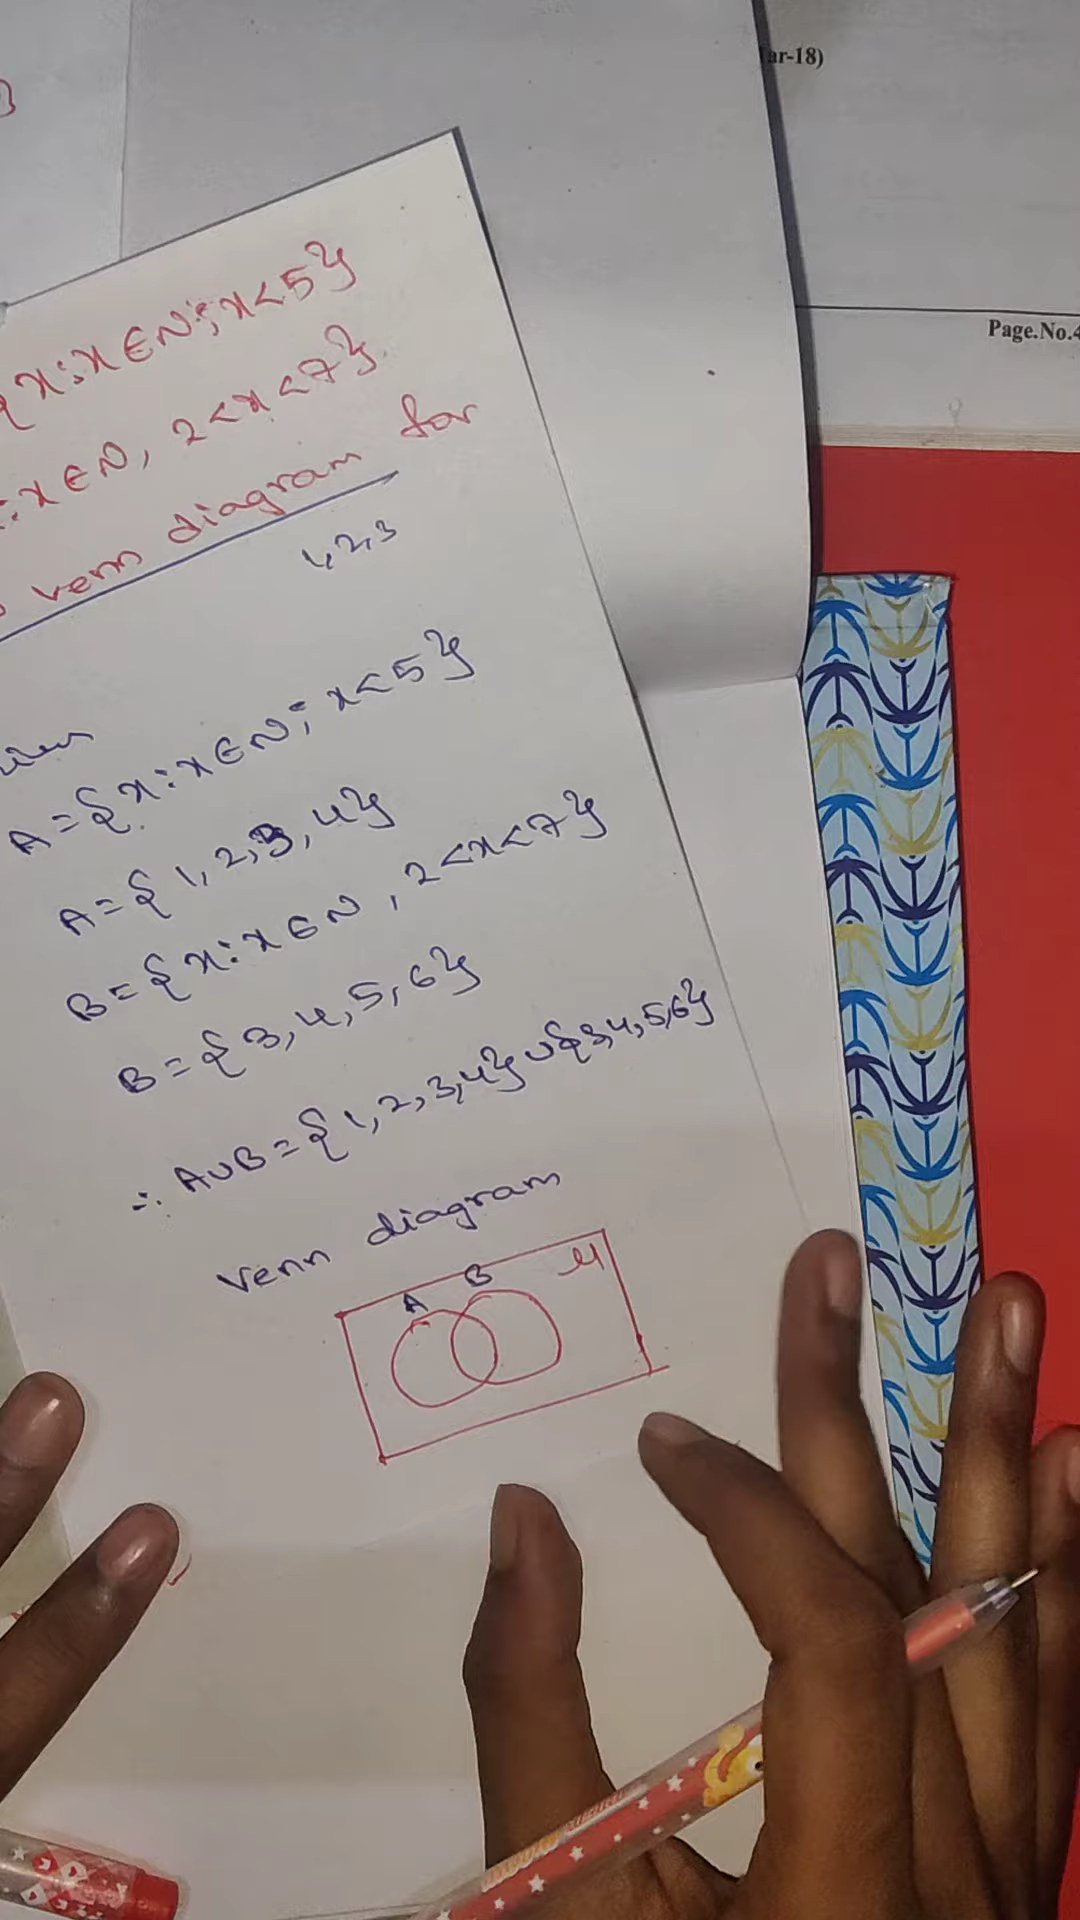 ar-18)
Page.No.4
{x:x∈N; x<5}
:x∈N, 2<x<7}
venn diagram for
1,2,3
A={x:x∈N; x<5}
A={1,2,3,4}
B={x:x∈N, 2<x<7}
B={3,4,5,6}
∴ A∪B={1,2,3,4}∪{3,4,5,6}
Venn diagram
A B μ